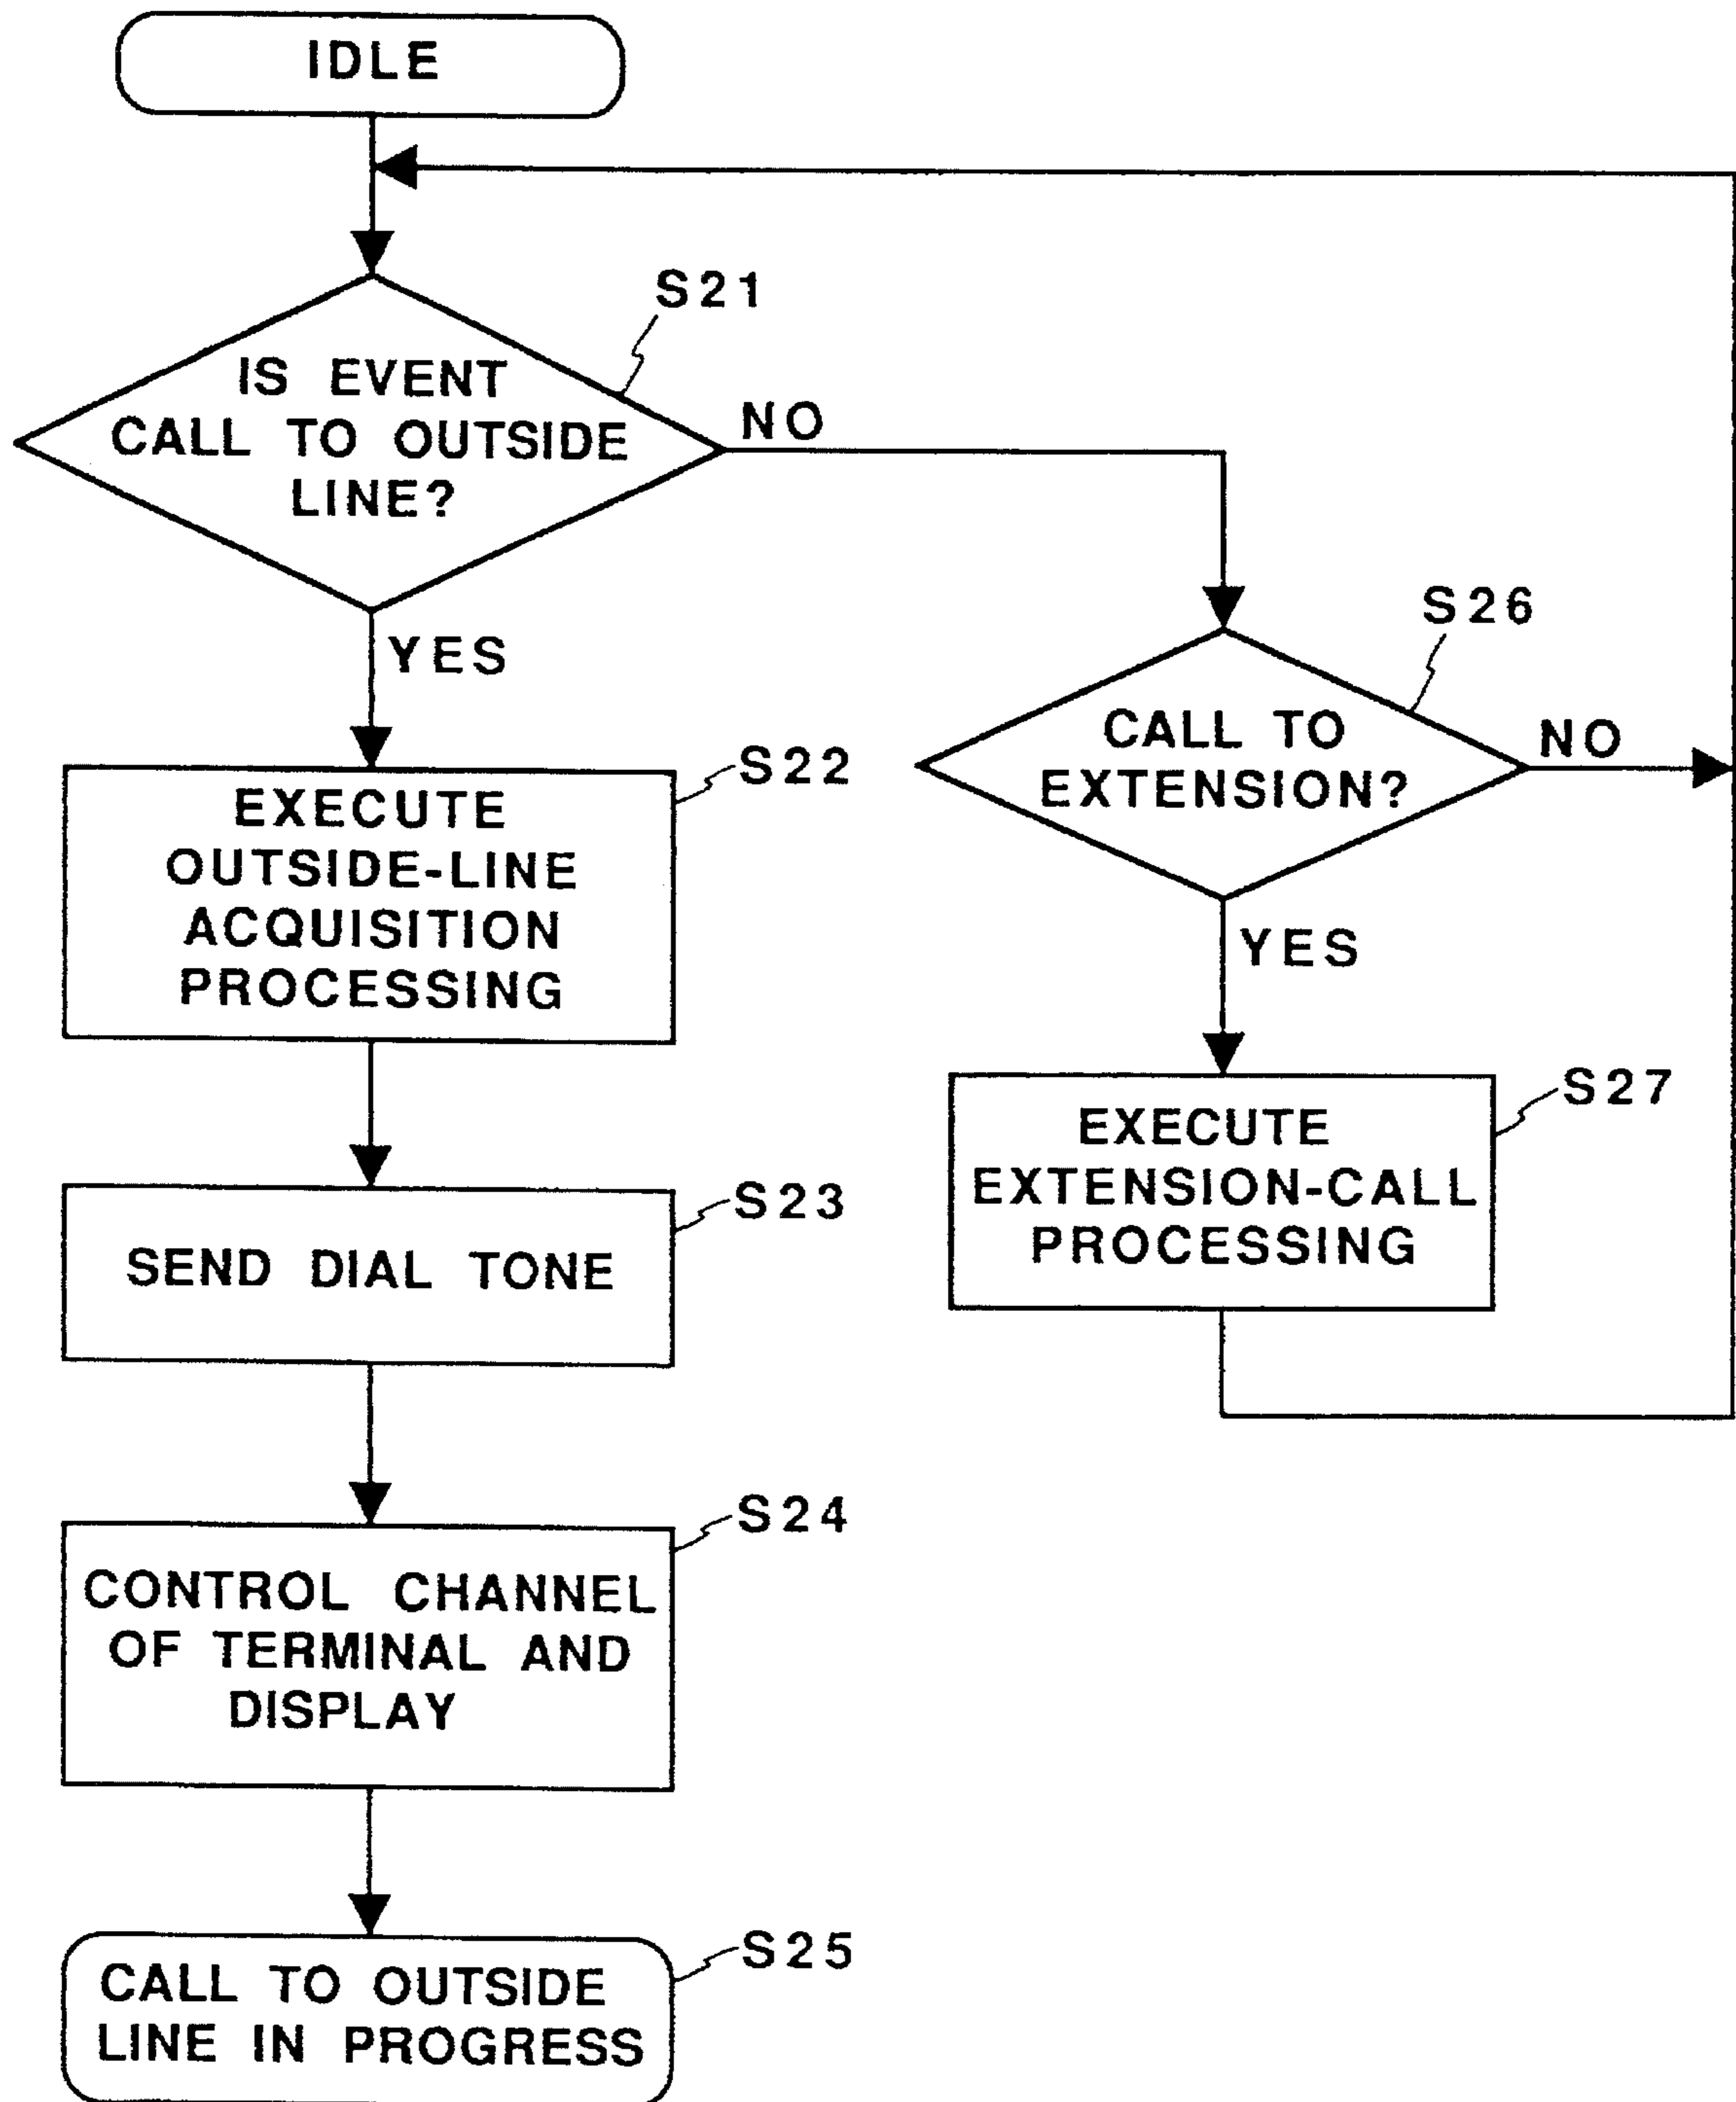 IDLE
S21
IS EVENT
CALL TO OUTSIDE
LINE?
NO
YES
S26
CALL TO
EXTENSION?
NO
YES
S22
EXECUTE
OUTSIDE-LINE
ACQUISITION
PROCESSING
S27
EXECUTE
EXTENSION-CALL
PROCESSING
S23
SEND DIAL TONE
S24
CONTROL CHANNEL
OF TERMINAL AND
DISPLAY
S25
CALL TO OUTSIDE
LINE IN PROGRESS